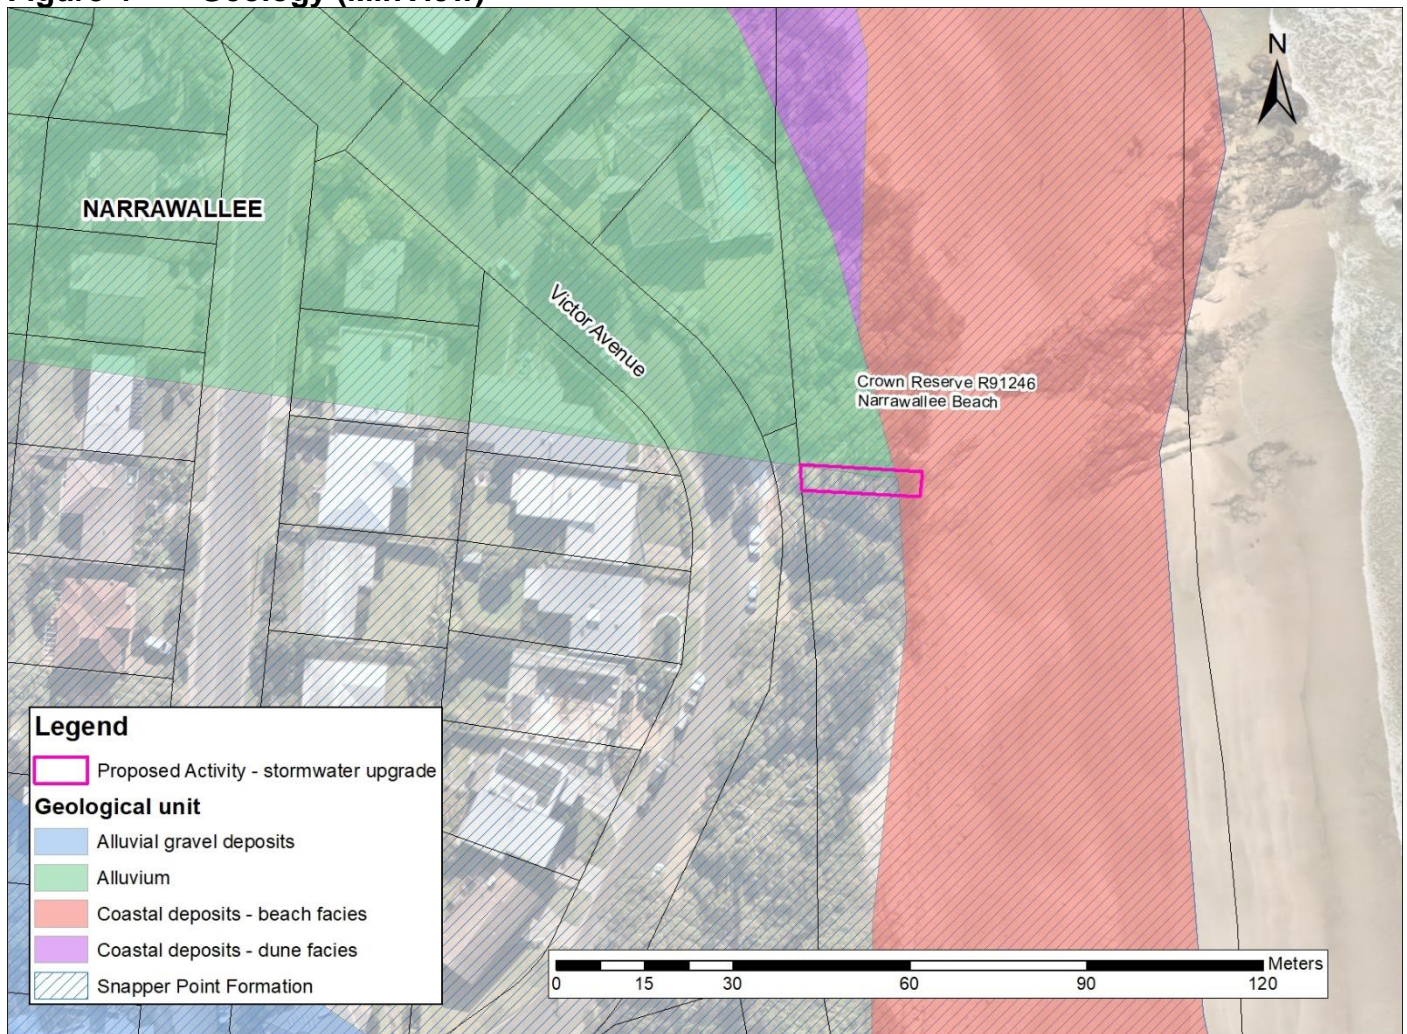 N
NARRAWALLEE
Victor Avenue
Crown Reserve R91246
Narrawallee Beach
Legend
Proposed Activity - stormwater upgrade
Geological unit
Alluvial gravel deposits
Alluvium
Coastal deposits - beach facies
Coastal deposits - dune facies
Snapper Point Formation
Meters
0 15 30 60 90 120